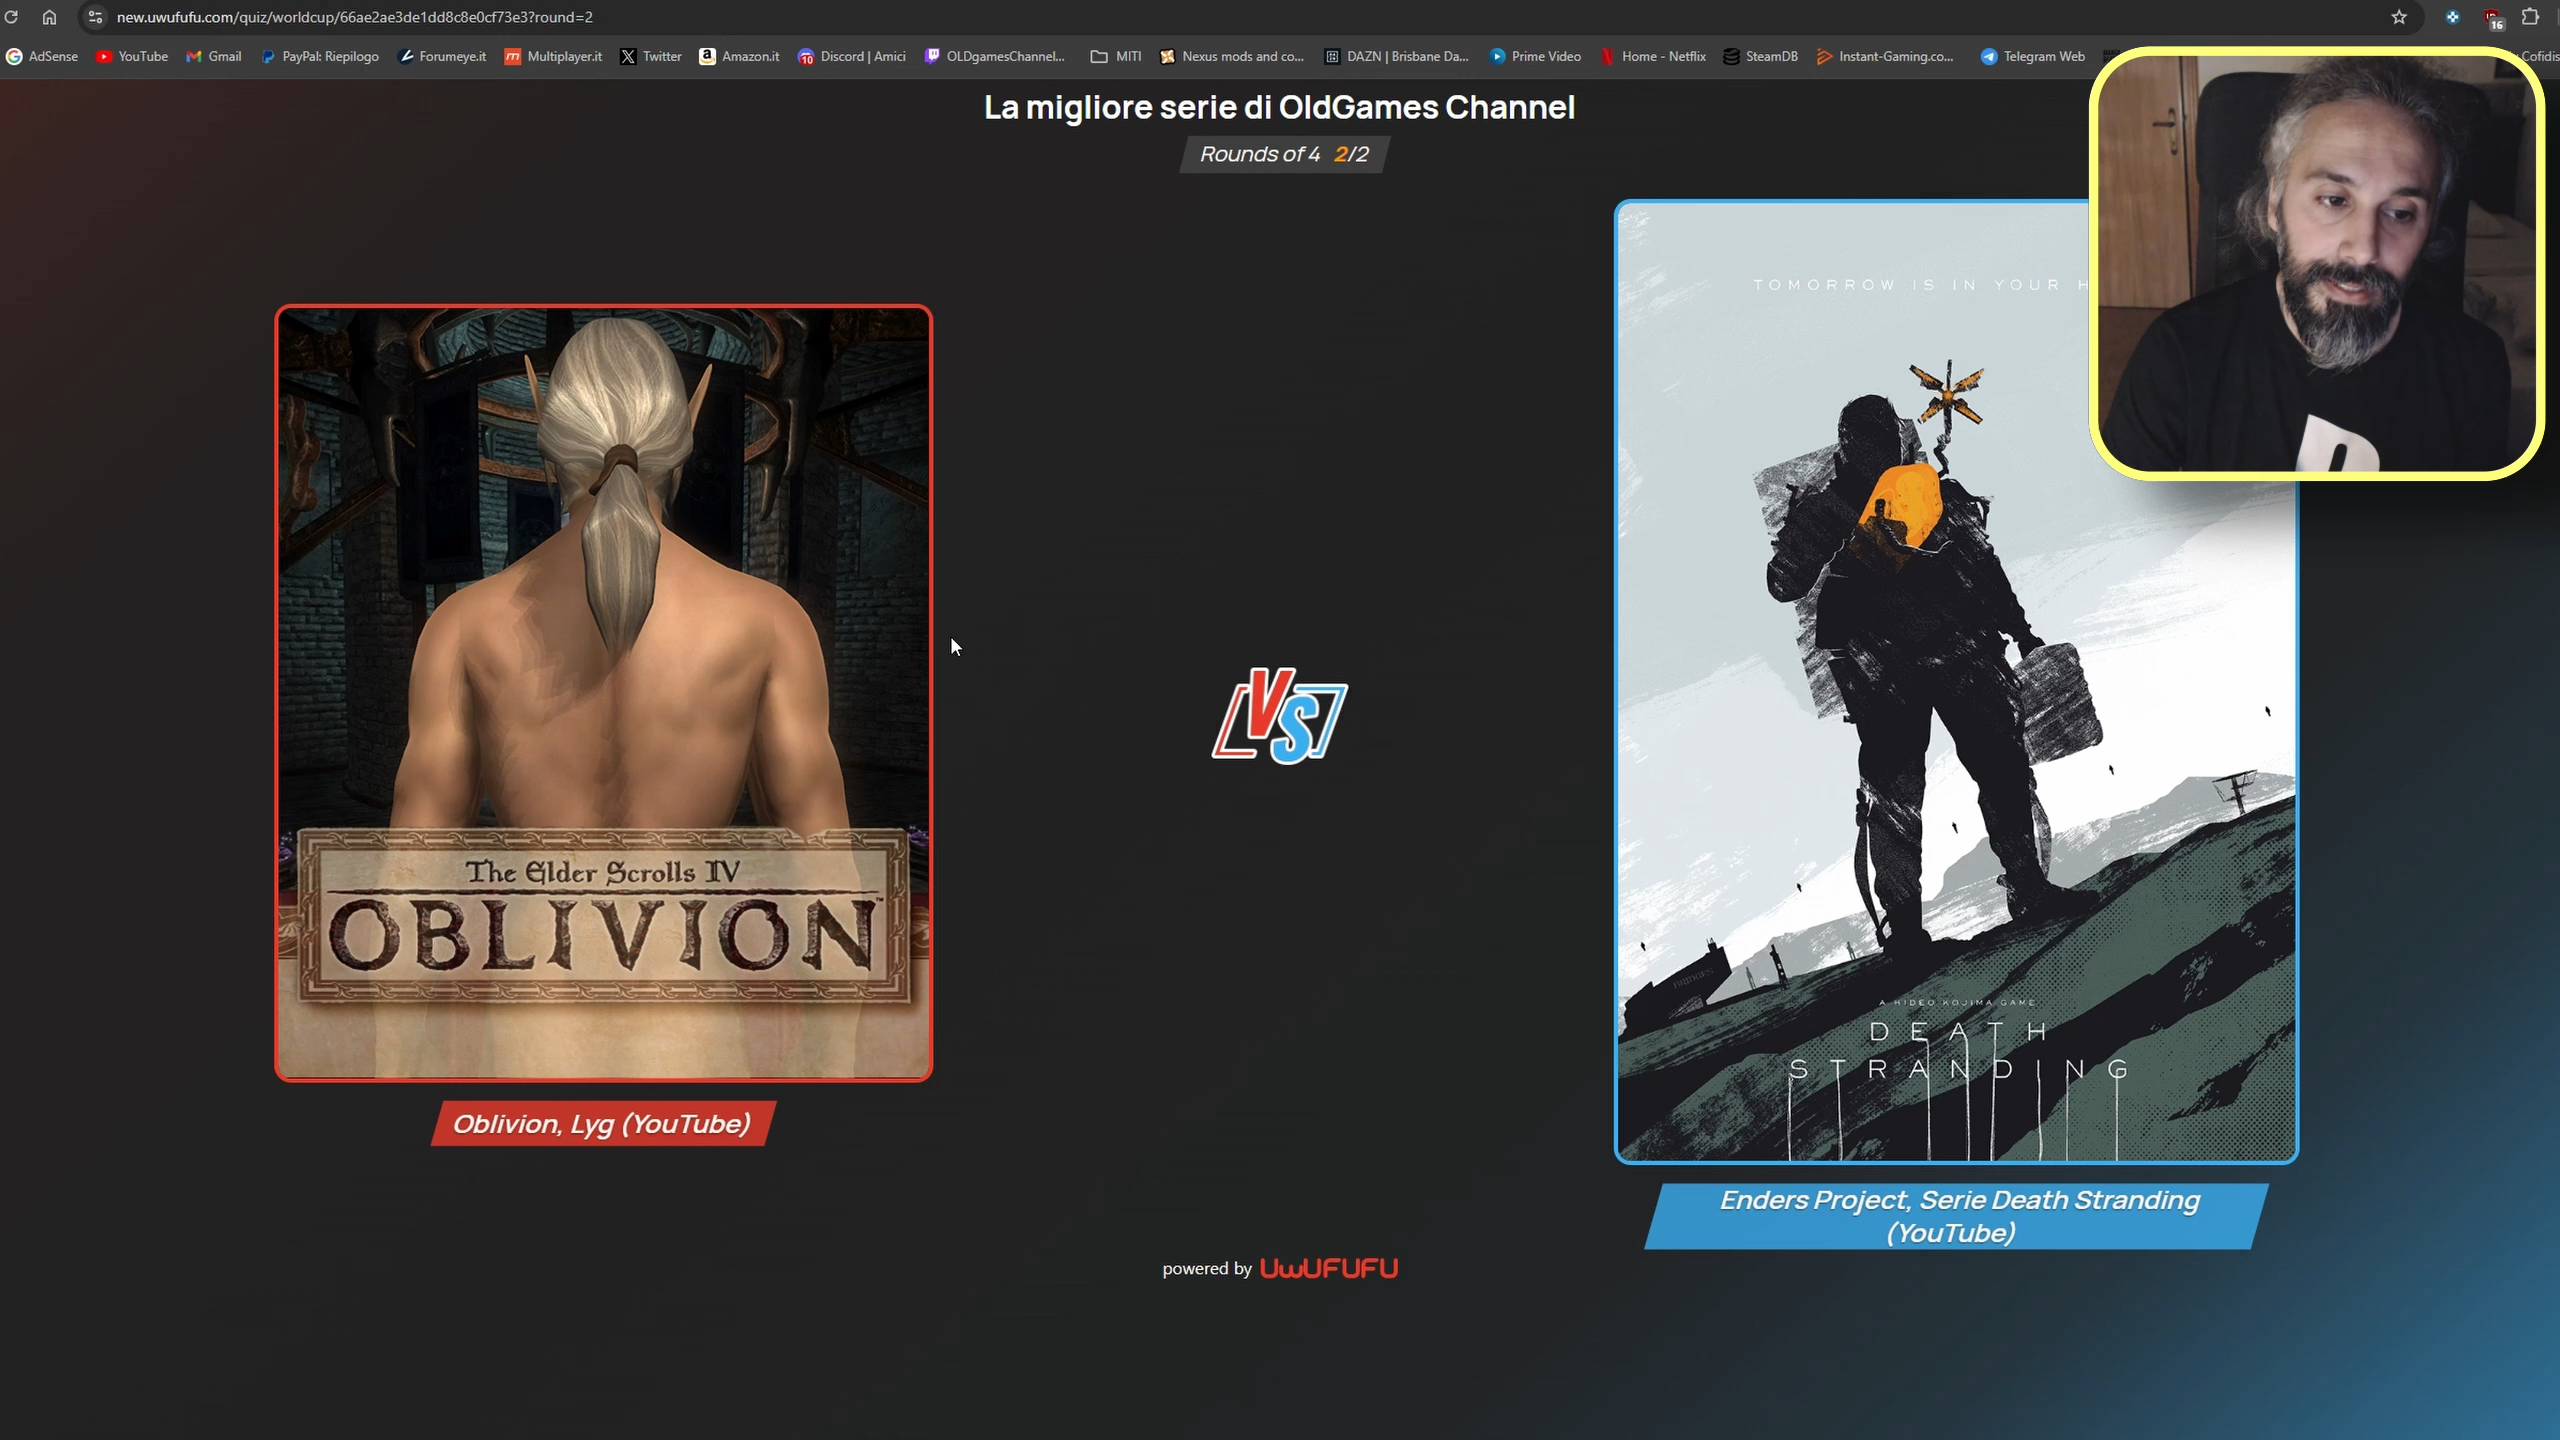 new.uwufufu.com/quiz/worldcup/66ae2ae3de1dd8c8e0cf73e3?round=2
16
AdSense YouTube Gmail PayPal: Riepilogo Forumeye.it Multiplayer.it Twitter Amazon.it 10 Discord | Amici OLDgamesChannel... MITI Nexus mods and co... DAZN | Brisbane Da... Prime Video Home - Netflix SteamDB Instant-Gaming.co... Telegram Web Cofidis
La migliore serie di OldGames Channel
Rounds of 4 2/2
TOMORROW IS IN YOUR H
VS
The Elder Scrolls IV
OBLIVION™
A HIDEO KOJIMA GAME
DEATH
STRANDING
Oblivion, Lyg (YouTube)
Enders Project, Serie Death Stranding
(YouTube)
powered by UwUFUFU